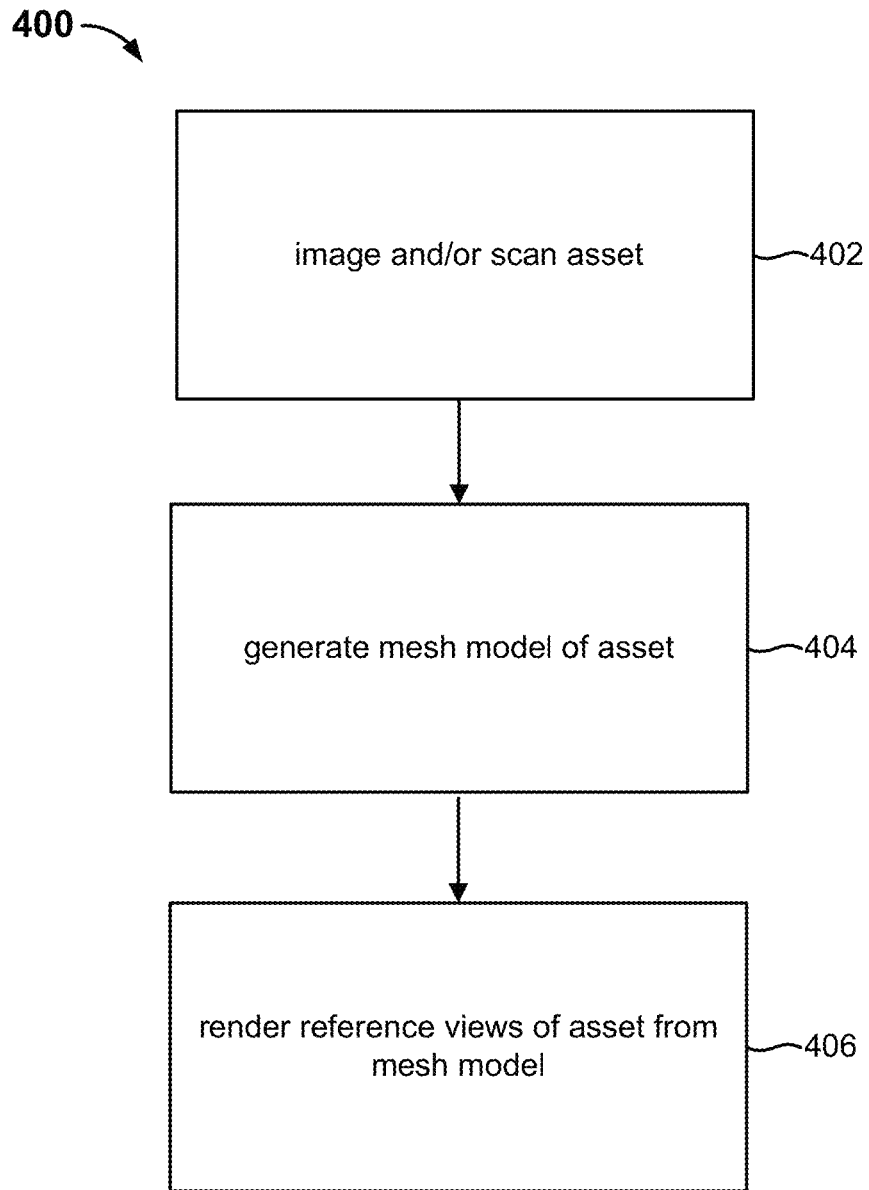 400
image and/or scan asset
402
generate mesh model of asset
404
render reference views of asset from
mesh model
406